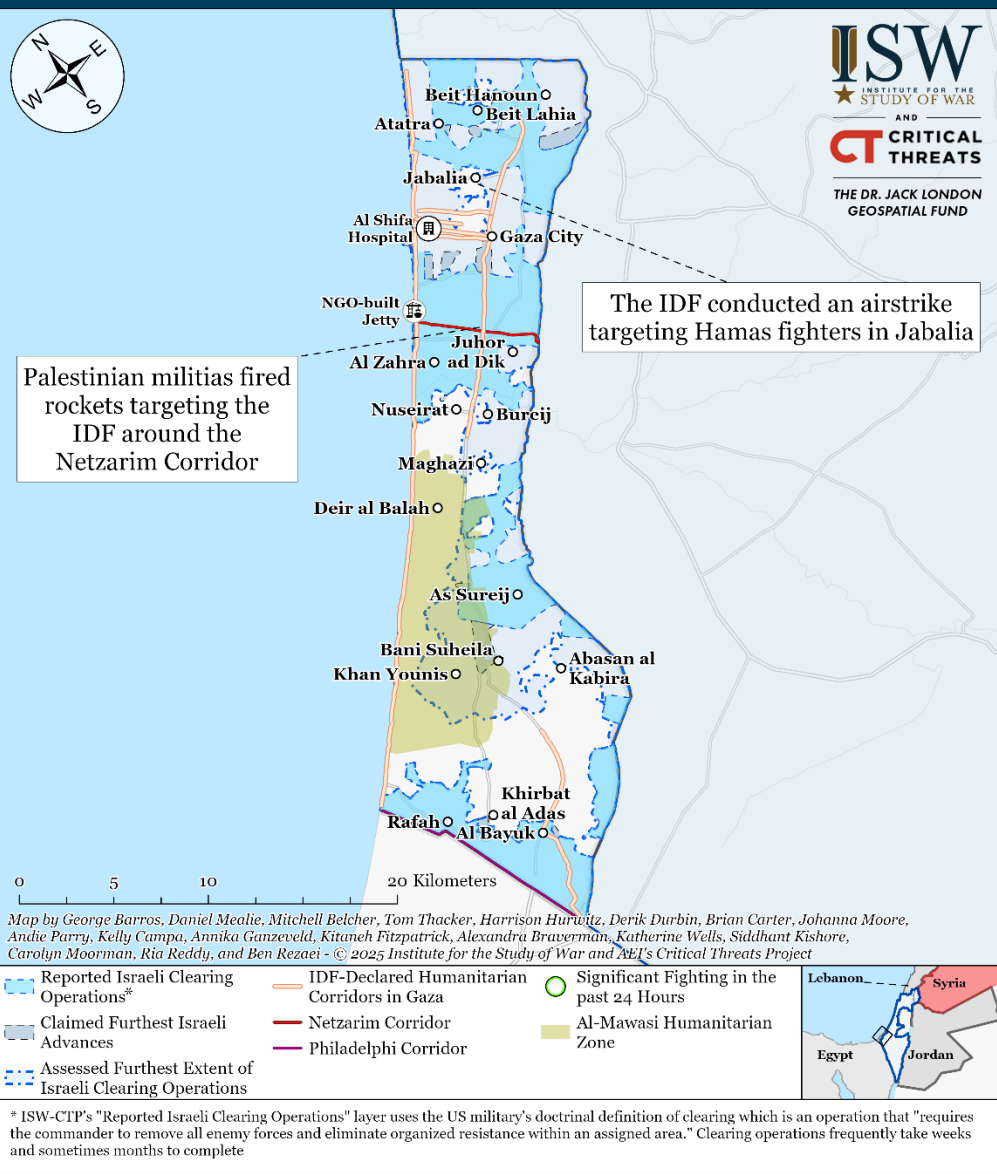 N
E
W
S
ISW
INSTITUTE FOR THE
STUDY OF WAR
AND
CT CRITICAL
THREATS
THE DR. JACK LONDON
GEOSPATIAL FUND
Beit Hanoun
Beit Lahia
Atatra
Jabalia
Al Shifa
Hospital
Gaza City
The IDF conducted an airstrike
targeting Hamas fighters in Jabalia
NGO-built
Jetty
Juhor
ad Dik
Al Zahra
Palestinian militias fired
rockets targeting the
IDF around the
Netzarim Corridor
Nuseirat
Bureij
Maghazi
Deir al Balah
As Sureij
Bani Suheila
Abasan al
Kabira
Khan Younis
Khirbat
al Adas
Rafah
Al Bayuk
0 5 10 20 Kilometers
Map by George Barros, Daniel Mealie, Mitchell Belcher, Tom Thacker, Harrison Hurwitz, Derik Durbin, Brian Carter, Johanna Moore,
Andie Parry, Kelly Campa, Annika Ganzeveld, Kitaneh Fitzpatrick, Alexandra Braverman, Katherine Wells, Siddhant Kishore,
Carolyn Moorman, Ria Reddy, and Ben Rezaei - © 2025 Institute for the Study of War and AEI's Critical Threats Project
Reported Israeli Clearing
Operations*
Claimed Furthest Israeli
Advances
Assessed Furthest Extent of
Israeli Clearing Operations
IDF-Declared Humanitarian
Corridors in Gaza
Netzarim Corridor
Philadelphi Corridor
Significant Fighting in the
past 24 Hours
Al-Mawasi Humanitarian
Zone
Lebanon
Syria
Egypt
Jordan
* ISW-CTP's "Reported Israeli Clearing Operations" layer uses the US military's doctrinal definition of clearing which is an operation that "requires
the commander to remove all enemy forces and eliminate organized resistance within an assigned area." Clearing operations frequently take weeks
and sometimes months to complete